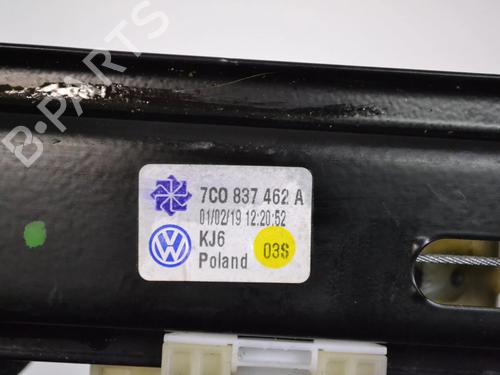 B-PARTS
7C0 837 462 A
01/02/19 12:20:52
KJ6
03S
Poland